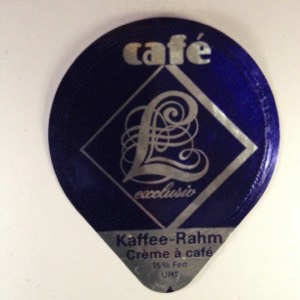 café
L
exclusiv
Kaffee-Rahm
Crème à café
15% Fett
UHT